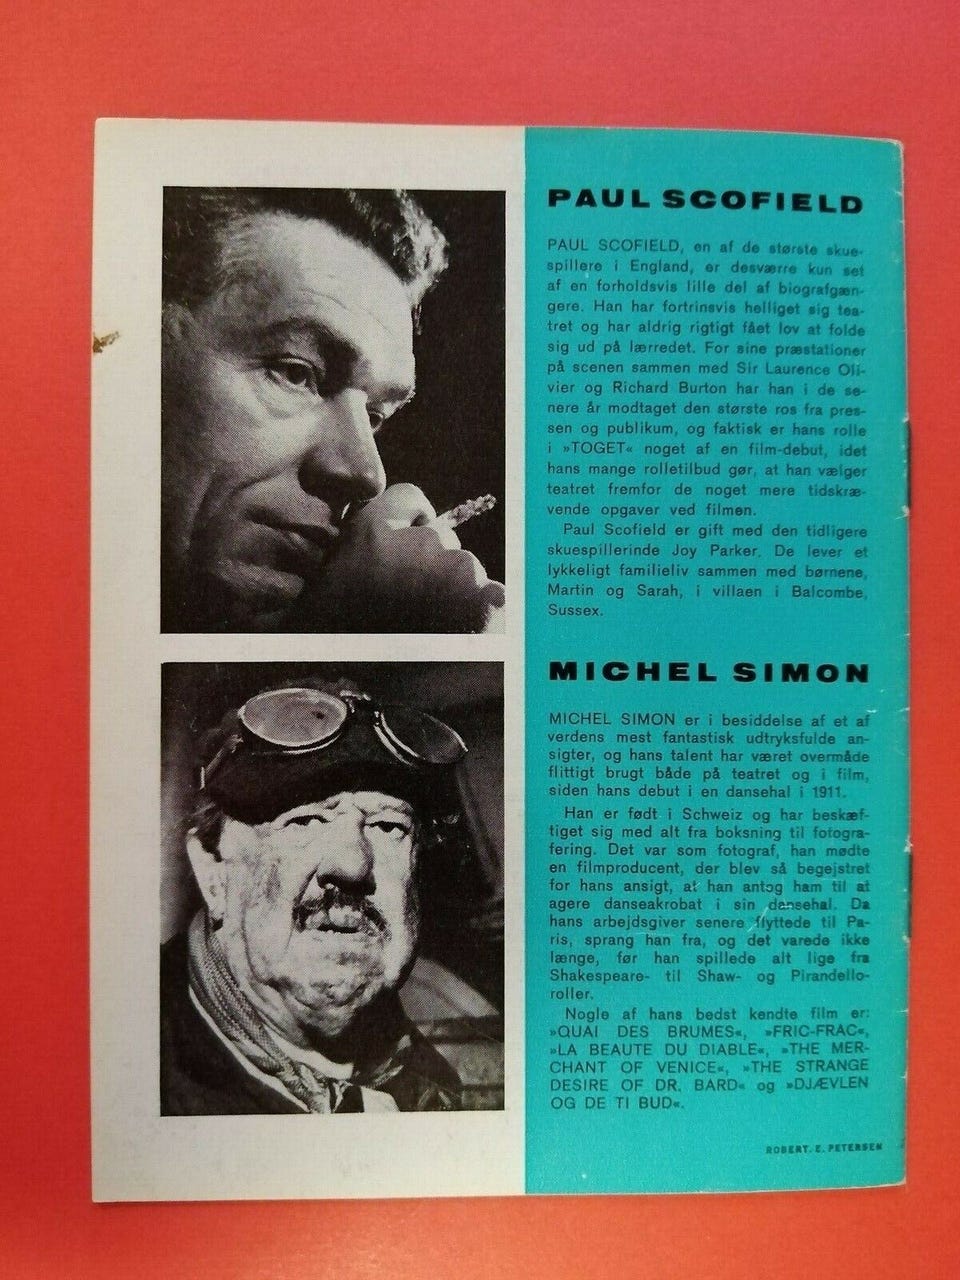 PAUL SCOFIELD
PAUL SCOFIELD, en af de største skue-
spillere i England, er desværre kun set
af en forholdsvis lille del af biografgæn-
gere. Han har fortrinsvis helliget sig tea-
tret og har aldrig rigtigt fået lov at folde
sig ud på lærredet. For sine præstationer
på scenen sammen med Sir Laurence Oli-
vier og Richard Burton har han i de se-
nere år modtaget den største ros fra pres-
sen og publikum, og faktisk er hans rolle
i »TOGET« noget af en film-debut, idet
hans mange rolletilbud gør, at han vælger
teatret fremfor de noget mere tidskræ-
vende opgaver ved filmen.
Paul Scofield er gift med den tidligere
skuespillerinde Joy Parker. De lever et
lykkeligt familieliv sammen med børnene,
Martin og Sarah, i villaen i Balcombe,
Sussex.
MICHEL SIMON
MICHEL SIMON er i besiddelse af et af
verdens mest fantastisk udtryksfulde an-
sigter, og hans talent har været overmåde
flittigt brugt både på teatret og i film,
siden hans debut i en dansehal i 1911.
Han er født i Schweiz og har beskæf-
tiget sig med alt fra boksning til fotogra-
fering. Det var som fotograf, han mødte
en filmproducent, der blev så begejstret
for hans ansigt, at han antog ham til at
agere danseakrobat i sin dansehal. Da
hans arbejdsgiver senere flyttede til Pa-
ris, sprang han fra, og det varede ikke
længe, før han spillede alt lige fra
Shakespeare- til Shaw- og Pirandello-
roller.
Nogle af hans bedst kendte film er:
»QUAI DES BRUMES«, »FRIC-FRAC«,
»LA BEAUTE DU DIABLE«, »THE MER-
CHANT OF VENICE«, »THE STRANGE
DESIRE OF DR. BARD« og »DJÆVLEN
OG DE TI BUD«.
ROBERT. E. PETERSEN